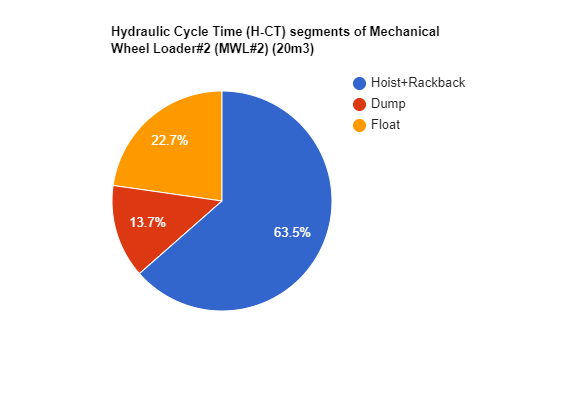 Hydraulic Cycle Time (H-CT) segments of Mechanical
Wheel Loader#2 (MWL#2) (20m3)
Hoist+Rackback
Dump
Float
22.7%
13.7%
63.5%